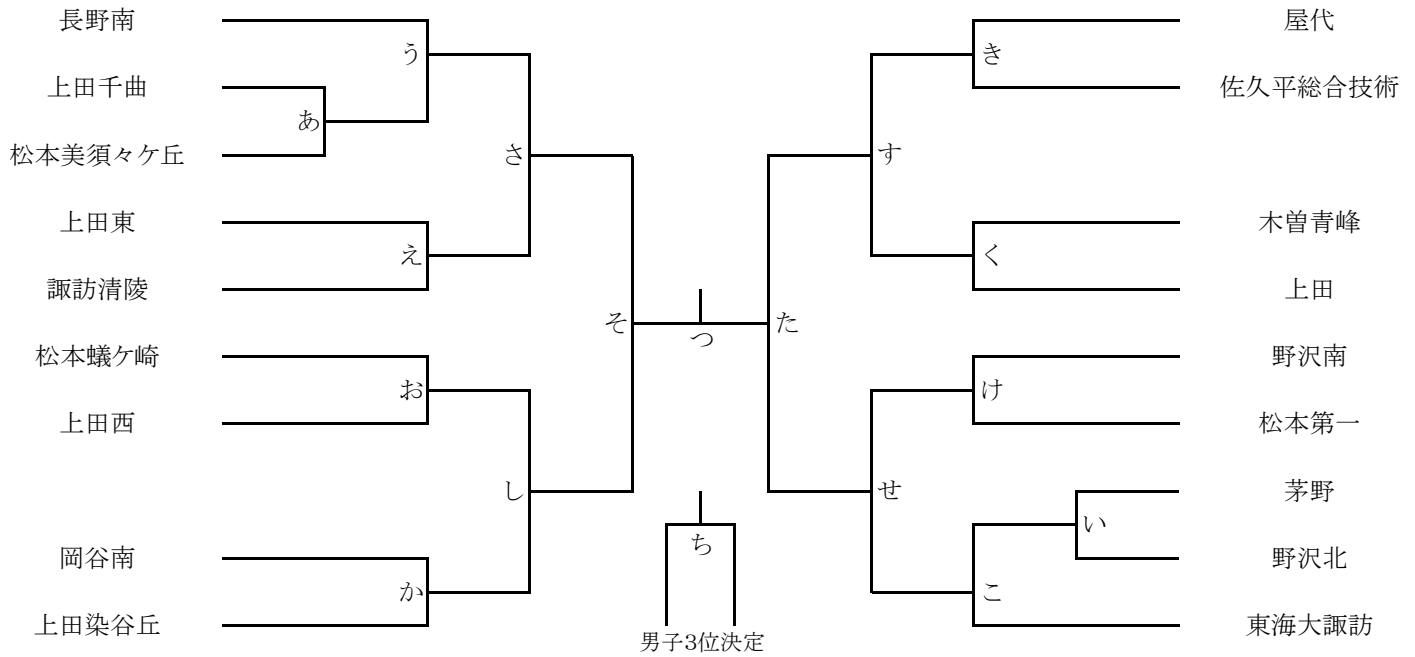 長野南
う
上田千曲
あ
松本美須々ケ丘
さ
上田東
え
諏訪清陵
松本蟻ケ崎
お
上田西
し
岡谷南
か
上田染谷丘
そ
つ
た
ち
男子3位決定
屋代
き
佐久平総合技術
す
木曽青峰
く
上田
野沢南
け
松本第一
せ
茅野
い
野沢北
こ
東海大諏訪